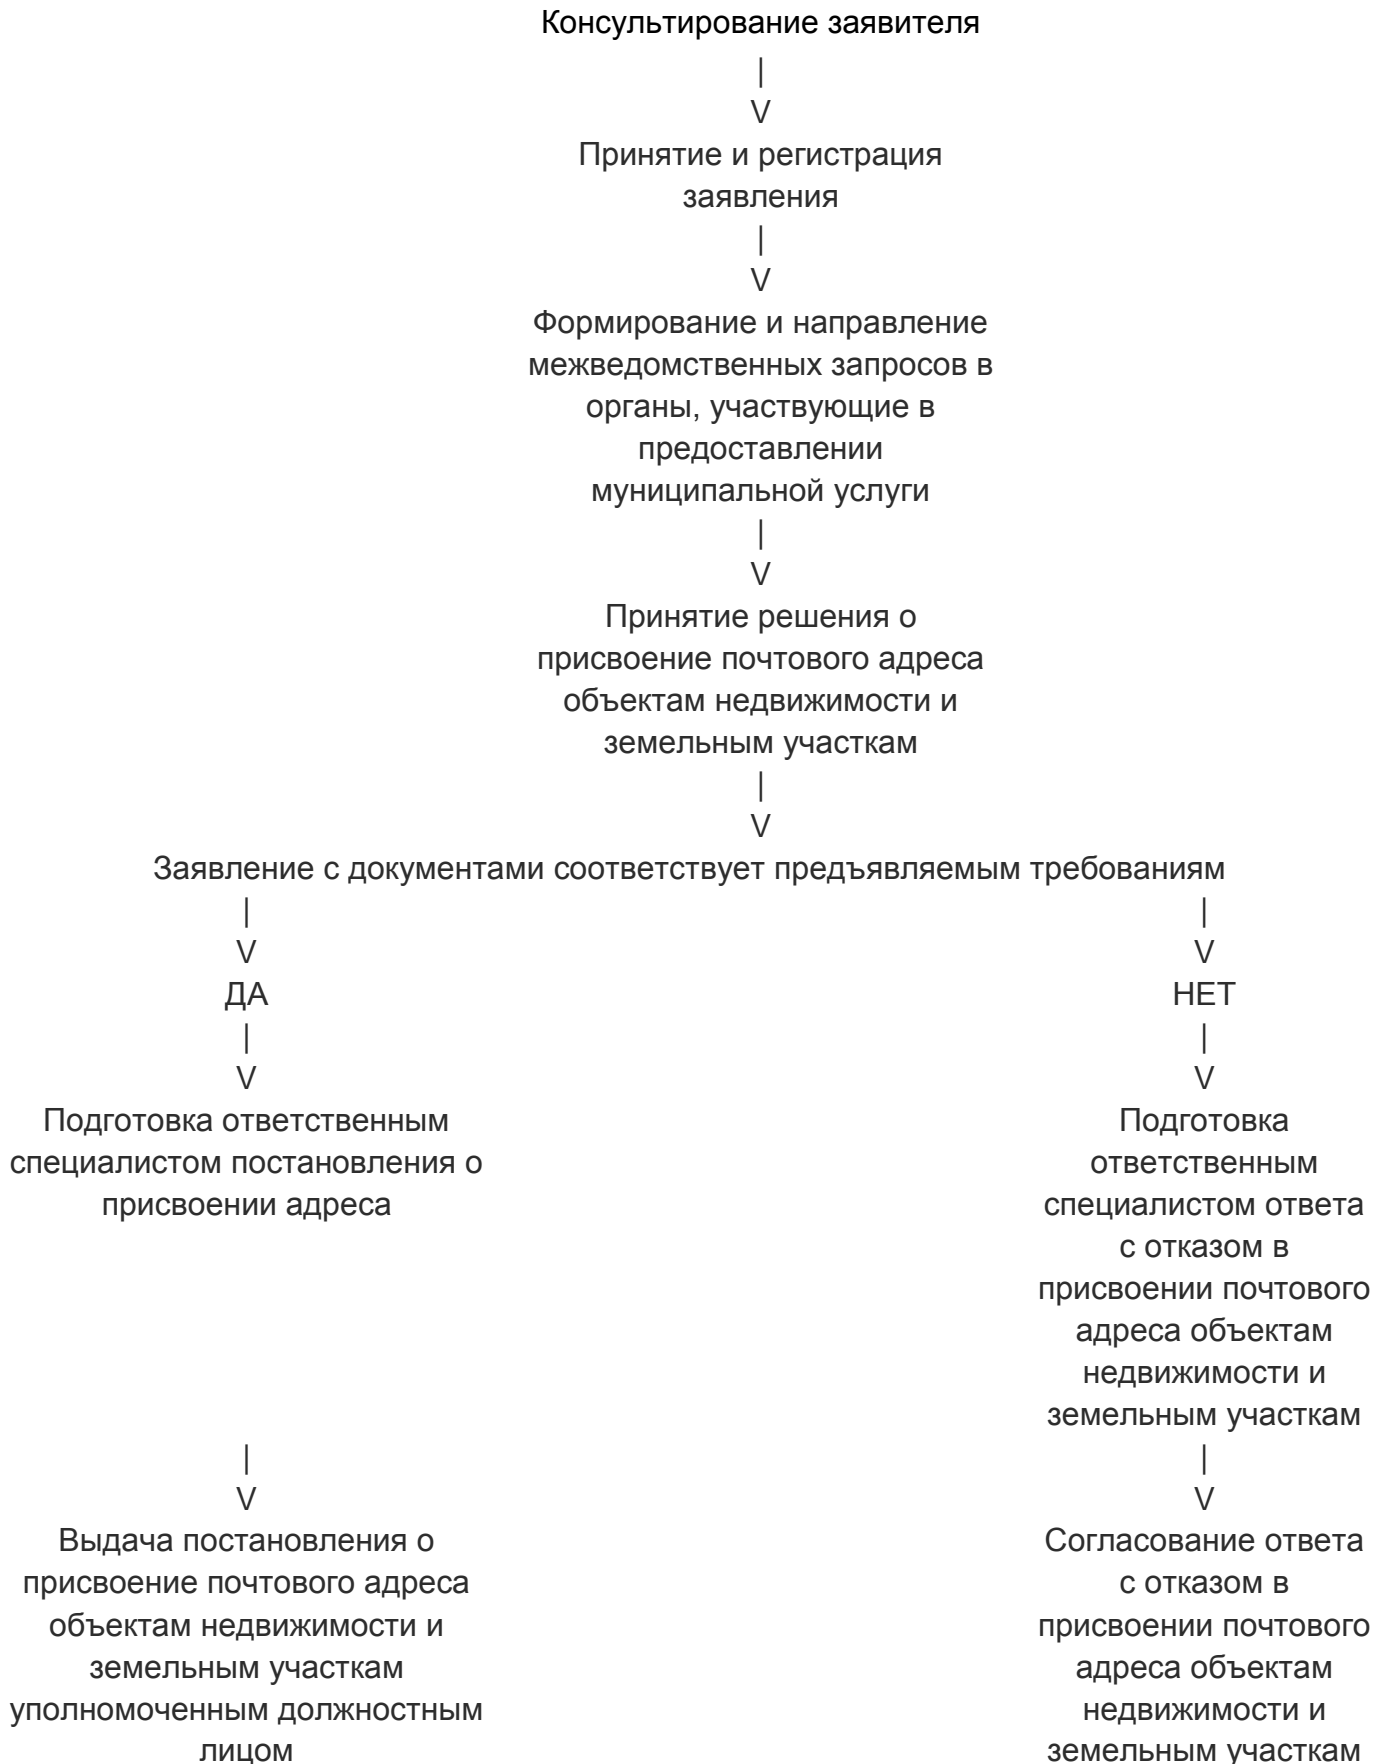 Консультирование заявителя
|
V
Принятие и регистрация
заявления
|
V
Формирование и направление
межведомственных запросов в
органы, участвующие в
предоставлении
муниципальной услуги
|
V
Принятие решения о
присвоение почтового адреса
объектам недвижимости и
земельным участкам
|
V
Заявление с документами соответствует предъявляемым требованиям
|
V
ДА
|
V
Подготовка ответственным
специалистом постановления о
присвоении адреса
|
V
Выдача постановления о
присвоение почтового адреса
объектам недвижимости и
земельным участкам
уполномоченным должностным
лицом
|
V
НЕТ
|
V
Подготовка
ответственным
специалистом ответа
с отказом в
присвоении почтового
адреса объектам
недвижимости и
земельным участкам
|
V
Согласование ответа
с отказом в
присвоении почтового
адреса объектам
недвижимости и
земельным участкам